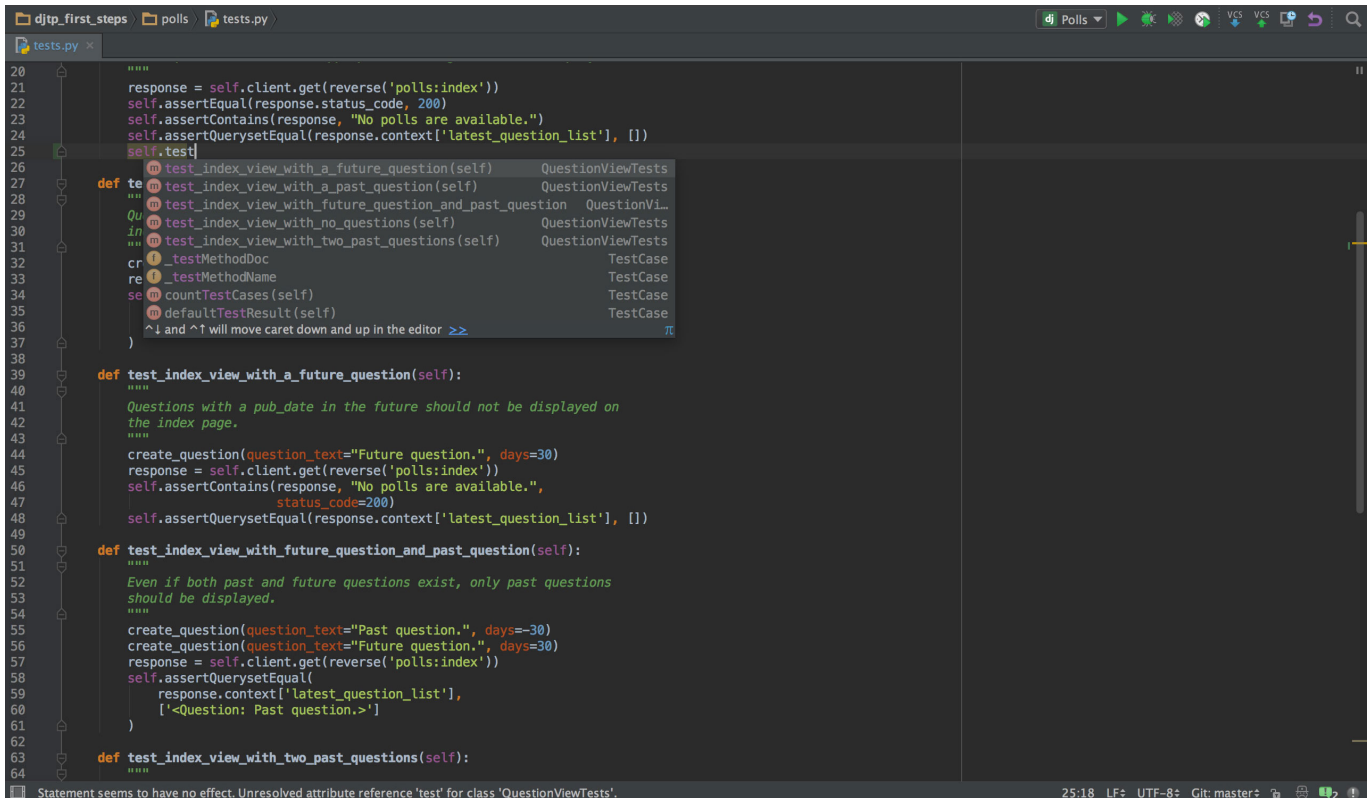 djtp_first_steps polls tests.py dj Polls VCS VCS
tests.py ×
20 """
21 response = self.client.get(reverse('polls:index'))
22 self.assertEqual(response.status_code, 200)
23 self.assertContains(response, "No polls are available.")
24 self.assertQuerysetEqual(response.context['latest_question_list'], [])
25 self.test
26 m test_index_view_with_a_future_question(self) QuestionViewTests
27 def te m test_index_view_with_a_past_question(self) QuestionViewTests
28 "" m test_index_view_with_future_question_and_past_question QuestionVi…
29 Qu m test_index_view_with_no_questions(self) QuestionViewTests
30 in m test_index_view_with_two_past_questions(self) QuestionViewTests
31 "" f _testMethodDoc TestCase
32 cr f _testMethodName TestCase
33 re m countTestCases(self) TestCase
34 se m defaultTestResult(self) TestCase
35 ^↓ and ^↑ will move caret down and up in the editor >> π
36
37 )
38
39 def test_index_view_with_a_future_question(self):
40 """
41 Questions with a pub_date in the future should not be displayed on
42 the index page.
43 """
44 create_question(question_text="Future question.", days=30)
45 response = self.client.get(reverse('polls:index'))
46 self.assertContains(response, "No polls are available.",
47 status_code=200)
48 self.assertQuerysetEqual(response.context['latest_question_list'], [])
49
50 def test_index_view_with_future_question_and_past_question(self):
51 """
52 Even if both past and future questions exist, only past questions
53 should be displayed.
54 """
55 create_question(question_text="Past question.", days=-30)
56 create_question(question_text="Future question.", days=30)
57 response = self.client.get(reverse('polls:index'))
58 self.assertQuerysetEqual(
59 response.context['latest_question_list'],
60 ['<Question: Past question.>']
61 )
62
63 def test_index_view_with_two_past_questions(self):
64 """
Statement seems to have no effect. Unresolved attribute reference 'test' for class 'QuestionViewTests'. 25:18 LF÷ UTF-8÷ Git: master÷ 2